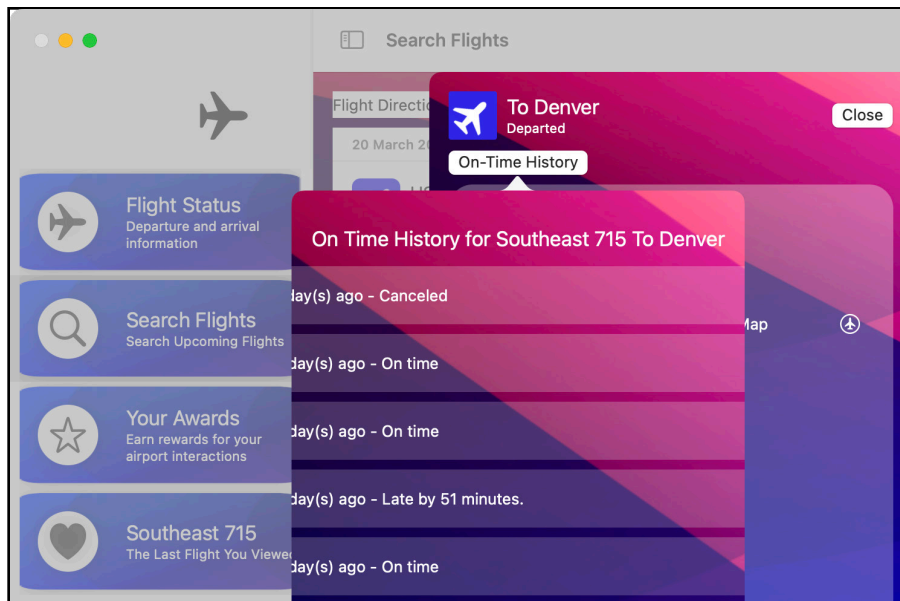 Search Flights
Flight Status
Departure and arrival
information
Search Flights
Search Upcoming Flights
Your Awards
Earn rewards for your
airport interactions
Southeast 715
The Last Flight You Viewed
Flight
20 March
To Denver
Departed
Close
On-Time History
On Time History for Southeast 715 To Denver
day(s) ago - Canceled
day(s) ago - On time
day(s) ago - On time
day(s) ago - Late by 51 minutes.
day(s) ago - On time
Map